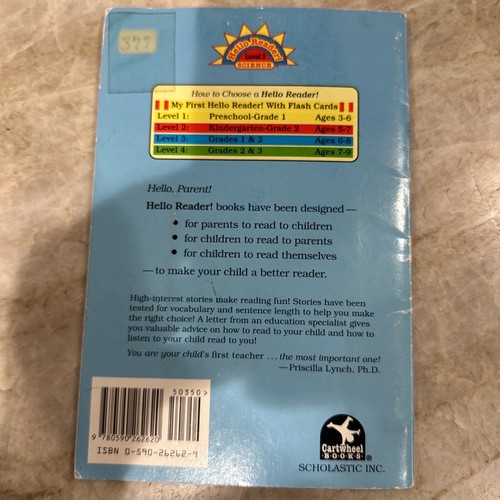 377
Hello Reader!
Level 2
SCIENCE
How to Choose a Hello Reader!
My First Hello Reader! With Flash Cards
Level 1: Preschool-Grade 1 Ages 3-6
Level 2: Kindergarten-Grade 2 Ages 5-7
Level 3: Grades 1 & 2 Ages 6-8
Level 4: Grades 2 & 3 Ages 7-9
Hello, Parent!
Hello Reader! books have been designed—
• for parents to read to children
• for children to read to parents
• for children to read themselves
—to make your child a better reader.
High-interest stories make reading fun! Stories have been
tested for vocabulary and sentence length to help you make
the right choice! A letter from an education specialist gives
you valuable advice on how to read to your child and how to
listen to your child read to you!
You are your child's first teacher . . . the most important one!
—Priscilla Lynch, Ph.D.
50350>
9 780590 262620
ISBN 0-590-26262-9
Cartwheel
·BOOKS·®
SCHOLASTIC INC.